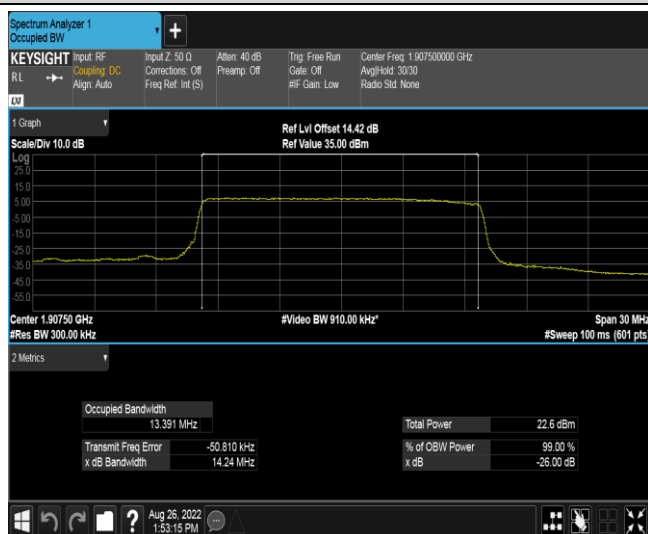 Spectrum Analyzer 1
Occupied BW
+
KEYSIGHT
RL
LXI
Input: RF
Coupling: DC
Align: Auto
Input Z: 50 Ω
Corrections: Off
Freq Ref: Int (S)
Atten: 40 dB
Preamp: Off
Trig: Free Run
Gate: Off
#IF Gain: Low
Center Freq: 1.907500000 GHz
Avg|Hold: 30/30
Radio Std: None
1 Graph
Scale/Div 10.0 dB
Ref Lvl Offset 14.42 dB
Ref Value 35.00 dBm
Log
25.0
15.0
5.00
-5.00
-15.0
-25.0
-35.0
-45.0
-55.0
Center 1.90750 GHz
#Res BW 300.00 kHz
#Video BW 910.00 kHz*
Span 30 MHz
#Sweep 100 ms (601 pts)
2 Metrics
Occupied Bandwidth
13.391 MHz
Transmit Freq Error -50.810 kHz
x dB Bandwidth 14.24 MHz
Total Power 22.6 dBm
% of OBW Power 99.00 %
x dB -26.00 dB
?
Aug 26, 2022
1:53:15 PM